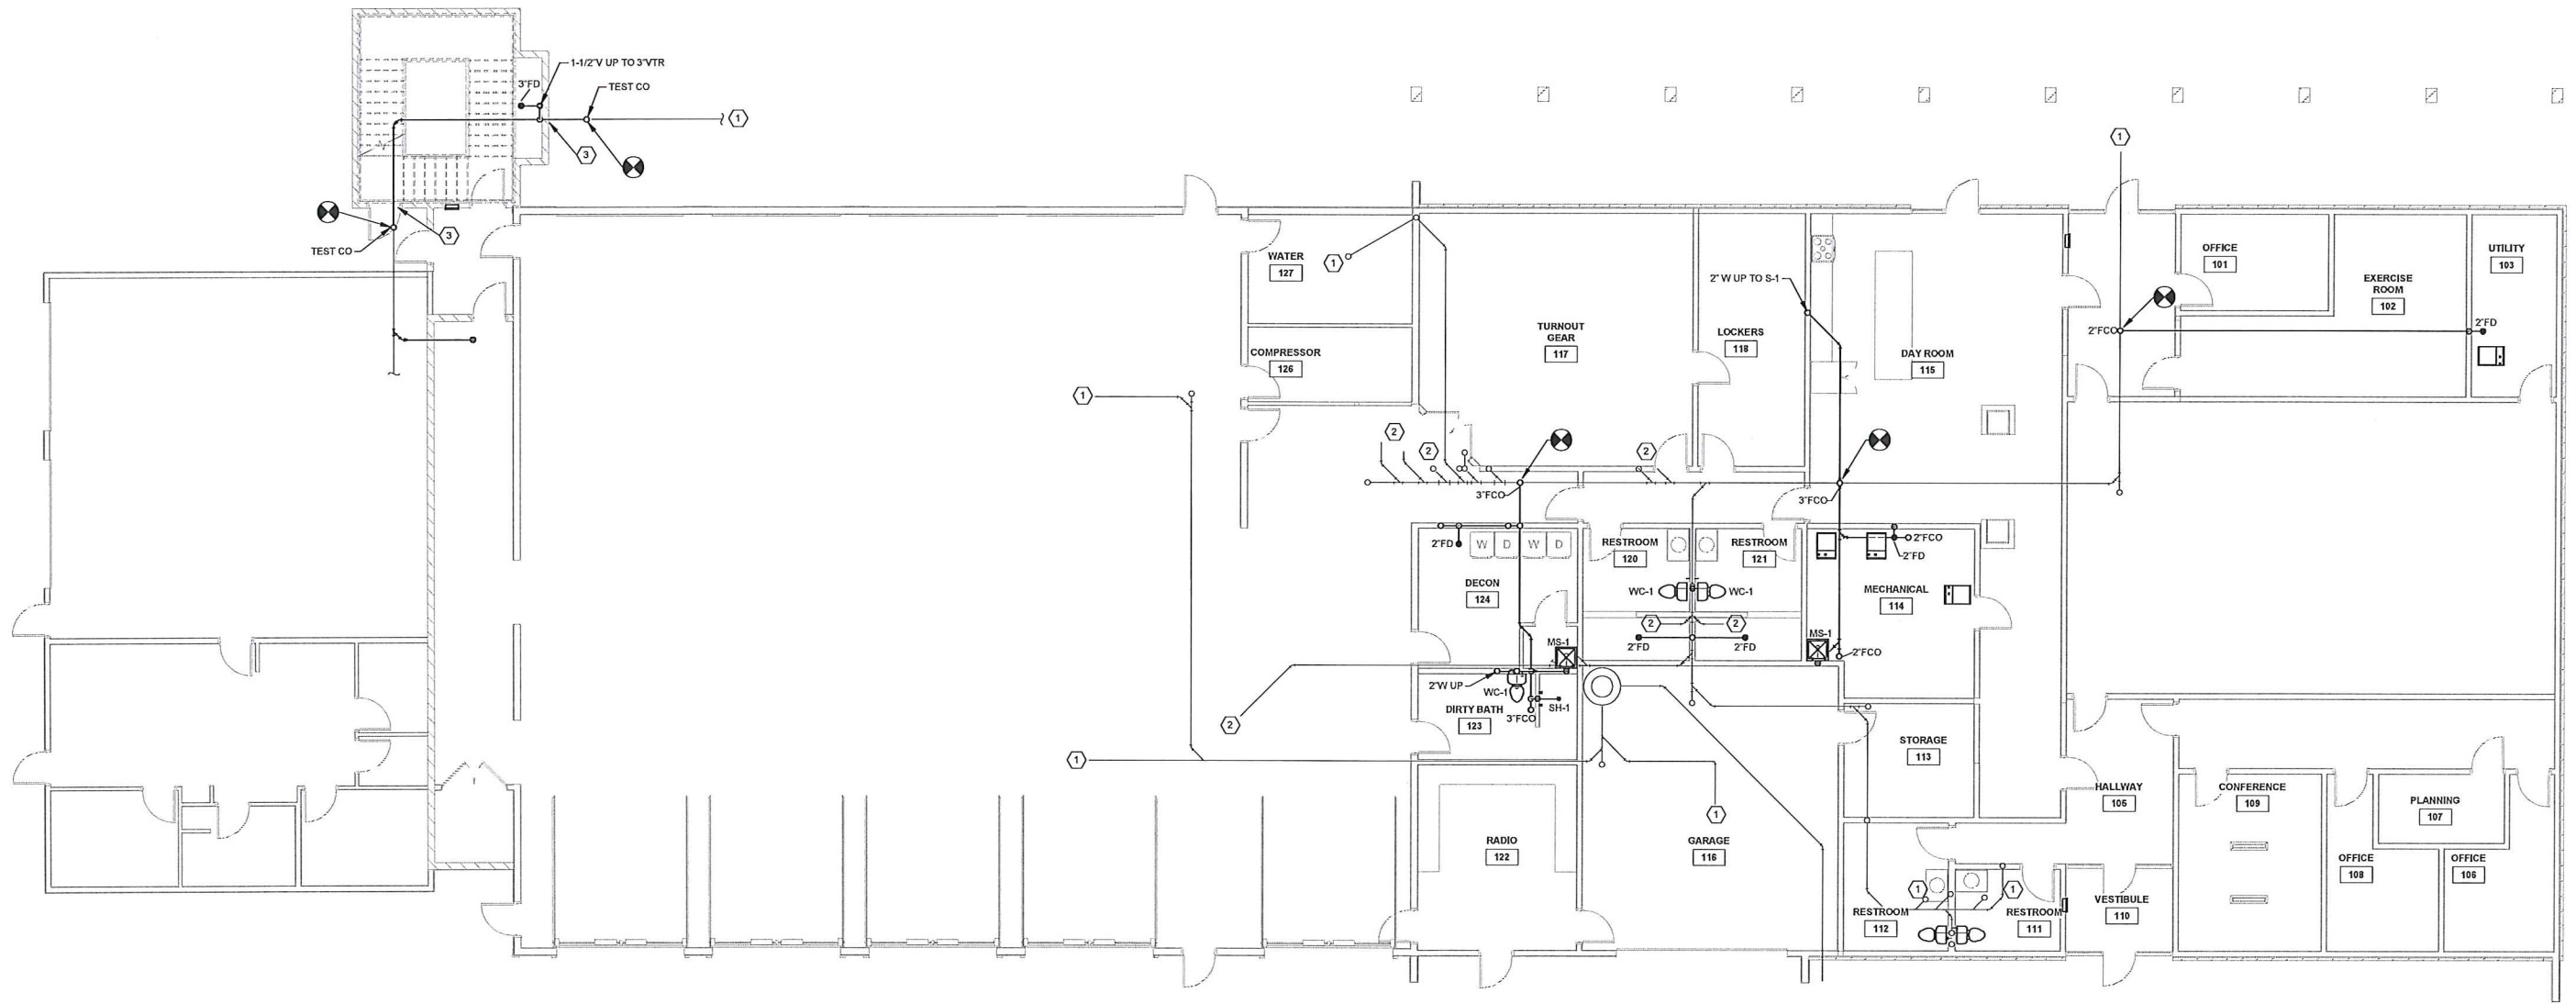 1-1/2"V UP TO 3"VTR
3"FD
TEST CO
1
3
TEST CO
3
1
OFFICE
101
UTILITY
103
WATER
127
1
EXERCISE
ROOM
102
2" W UP TO S-1
TURNOUT
GEAR
117
LOCKERS
118
2"FCO
2"FD
COMPRESSOR
126
DAY ROOM
115
1
2
2
2
3"FCO
3"FCO
2"FD
W
D
W
D
RESTROOM
120
RESTROOM
121
2"FCO
2"FD
DECON
124
WC-1
WC-1
MECHANICAL
114
2
2
MS-1
2"FD
2"FD
MS-1
2"FCO
2"W UP
WC-1
SH-1
DIRTY BATH
123
3"FCO
2
STORAGE
113
1
HALLWAY
105
CONFERENCE
109
PLANNING
107
1
RADIO
122
GARAGE
116
OFFICE
108
OFFICE
106
1
1
VESTIBULE
110
RESTROOM
112
RESTROOM
111